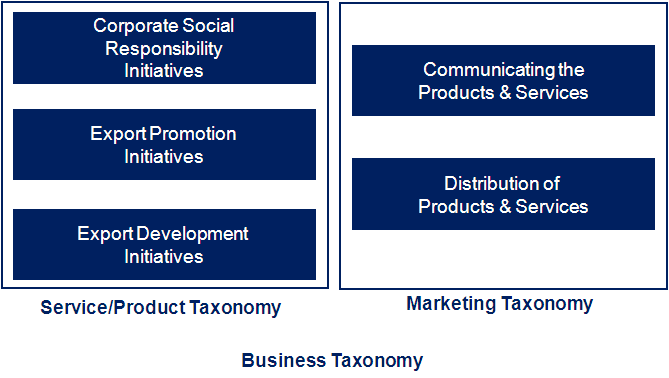 Corporate Social
Responsibility
Initiatives
Export Promotion
Initiatives
Export Development
Initiatives
Service/Product Taxonomy
Communicating the
Products & Services
Distribution of
Products & Services
Marketing Taxonomy
Business Taxonomy